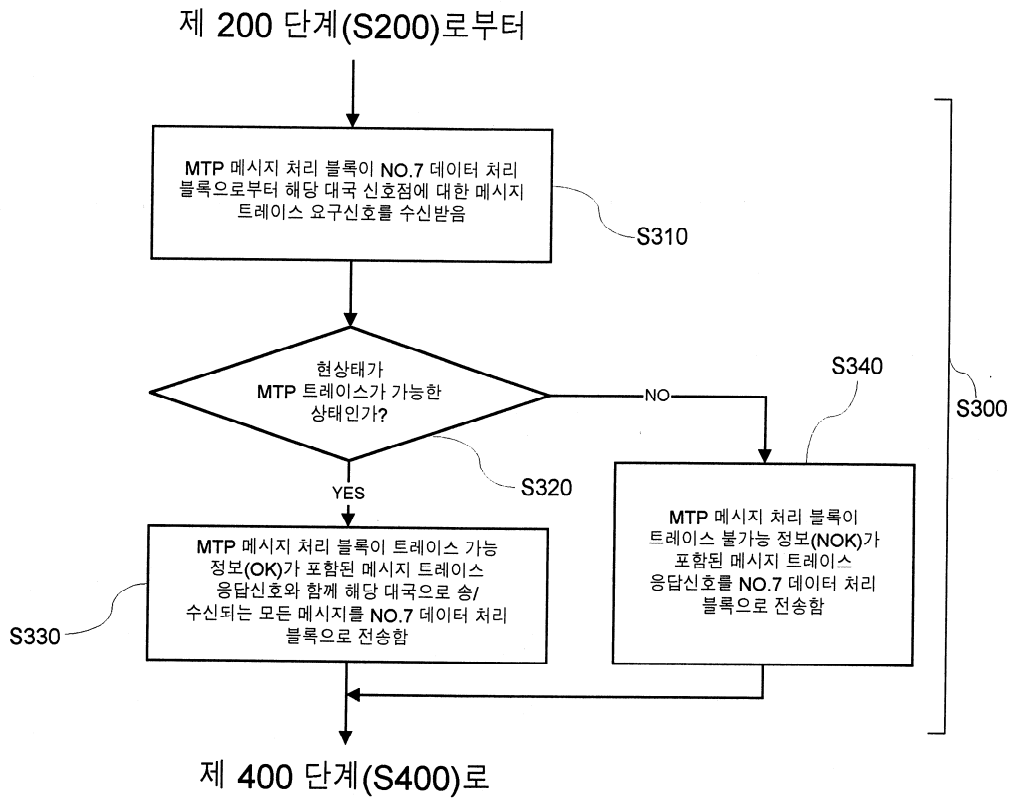 제 200 단계(S200)로부터
MTP 메시지 처리 블록이 NO.7 데이터 처리
블록으로부터 해당 대국 신호점에 대한 메시지
트레이스 요구신호를 수신받음
S310
현상태가
MTP 트레이스가 가능한
상태인가?
NO
S340
S300
S320
YES
MTP 메시지 처리 블록이
트레이스 불가능 정보(NOK)가
포함된 메시지 트레이스
응답신호를 NO.7 데이터 처리
블록으로 전송함
MTP 메시지 처리 블록이 트레이스 가능
정보(OK)가 포함된 메시지 트레이스
응답신호와 함께 해당 대국으로 송/
수신되는 모든 메시지를 NO.7 데이터 처리
블록으로 전송함
S330
제 400 단계(S400)로